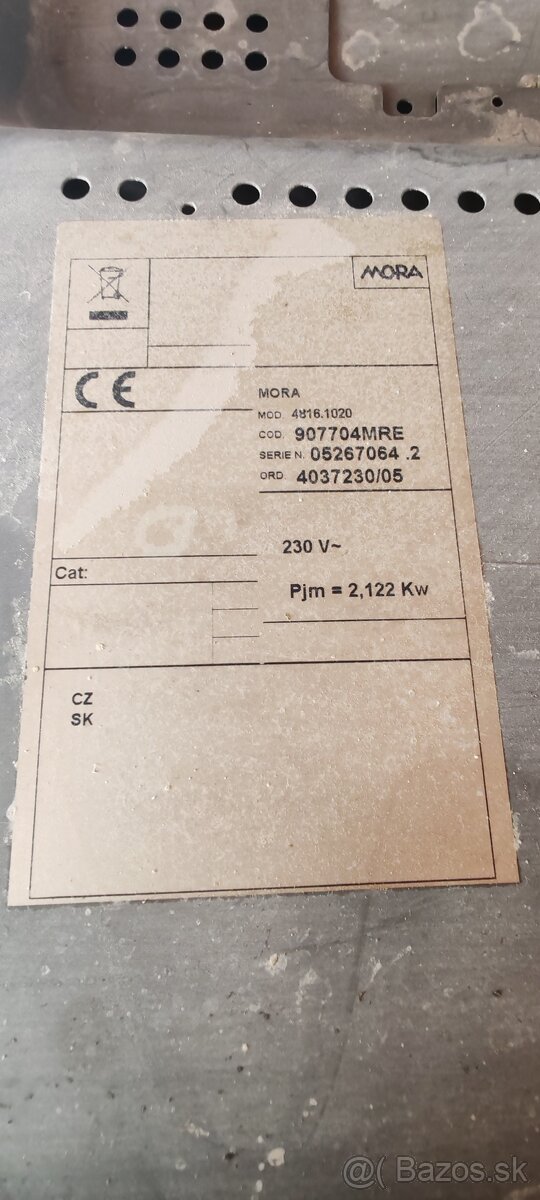 MORA
CE
MORA
MOD. 4816.1020
COD. 907704MRE
SERIE N. 05267064 .2
ORD. 4037230/05
230 V~
Cat:
Pjm = 2,122 Kw
CZ
SK
@( Bazos.sk